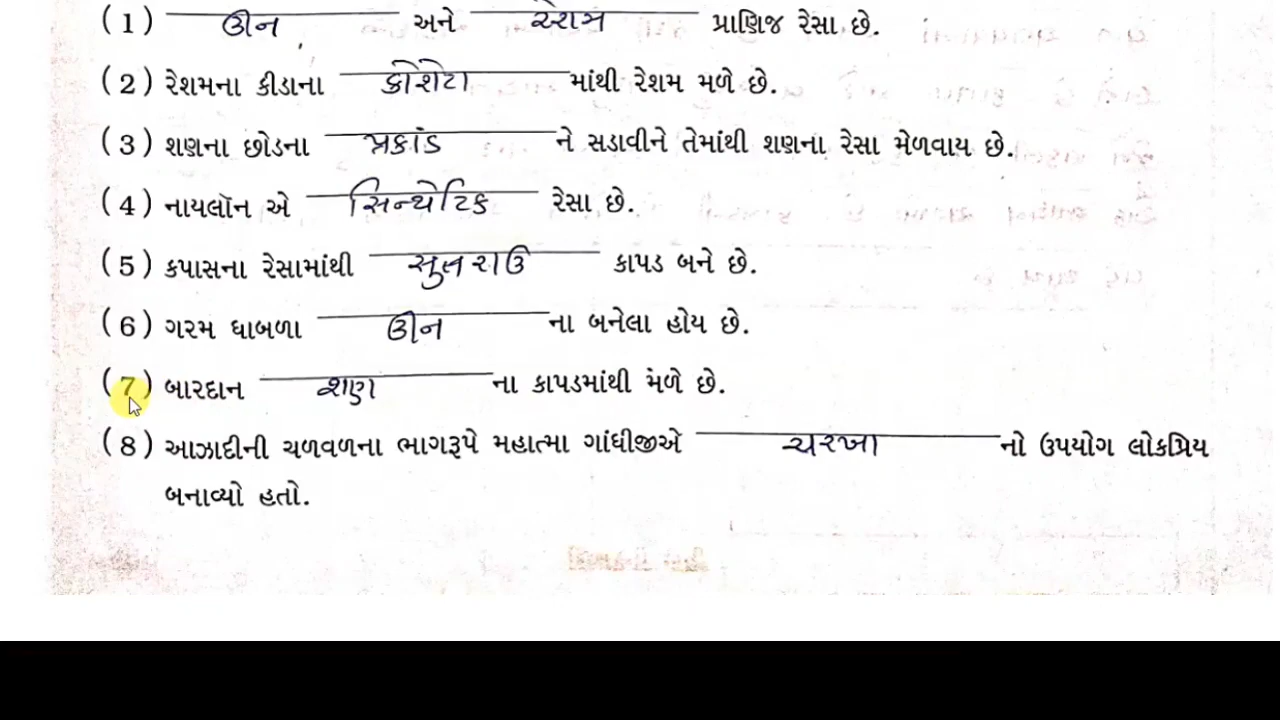 (1) ઊન અને રેશમ પ્રાણિજ રેસા છે.
(2) રેશમના કીડાના કોશેટા માંથી રેશમ મળે છે.
(3) શણના છોડના પ્રકાંડ ને સડાવીને તેમાંથી શણના રેસા મેળવાય છે.
(4) નાયલૉન એ સિન્થેટિક રેસા છે.
(5) કપાસના રેસામાંથી સુતરાઉ કાપડ બને છે.
(6) ગરમ ધાબળા ઊન ના બનેલા હોય છે.
(7) બારદાન શણ ના કાપડમાંથી મળે છે.
(8) આઝાદીની ચળવળના ભાગરૂપે મહાત્મા ગાંધીજીએ ચરખા નો ઉપયોગ લોકપ્રિય
બનાવ્યો હતો.